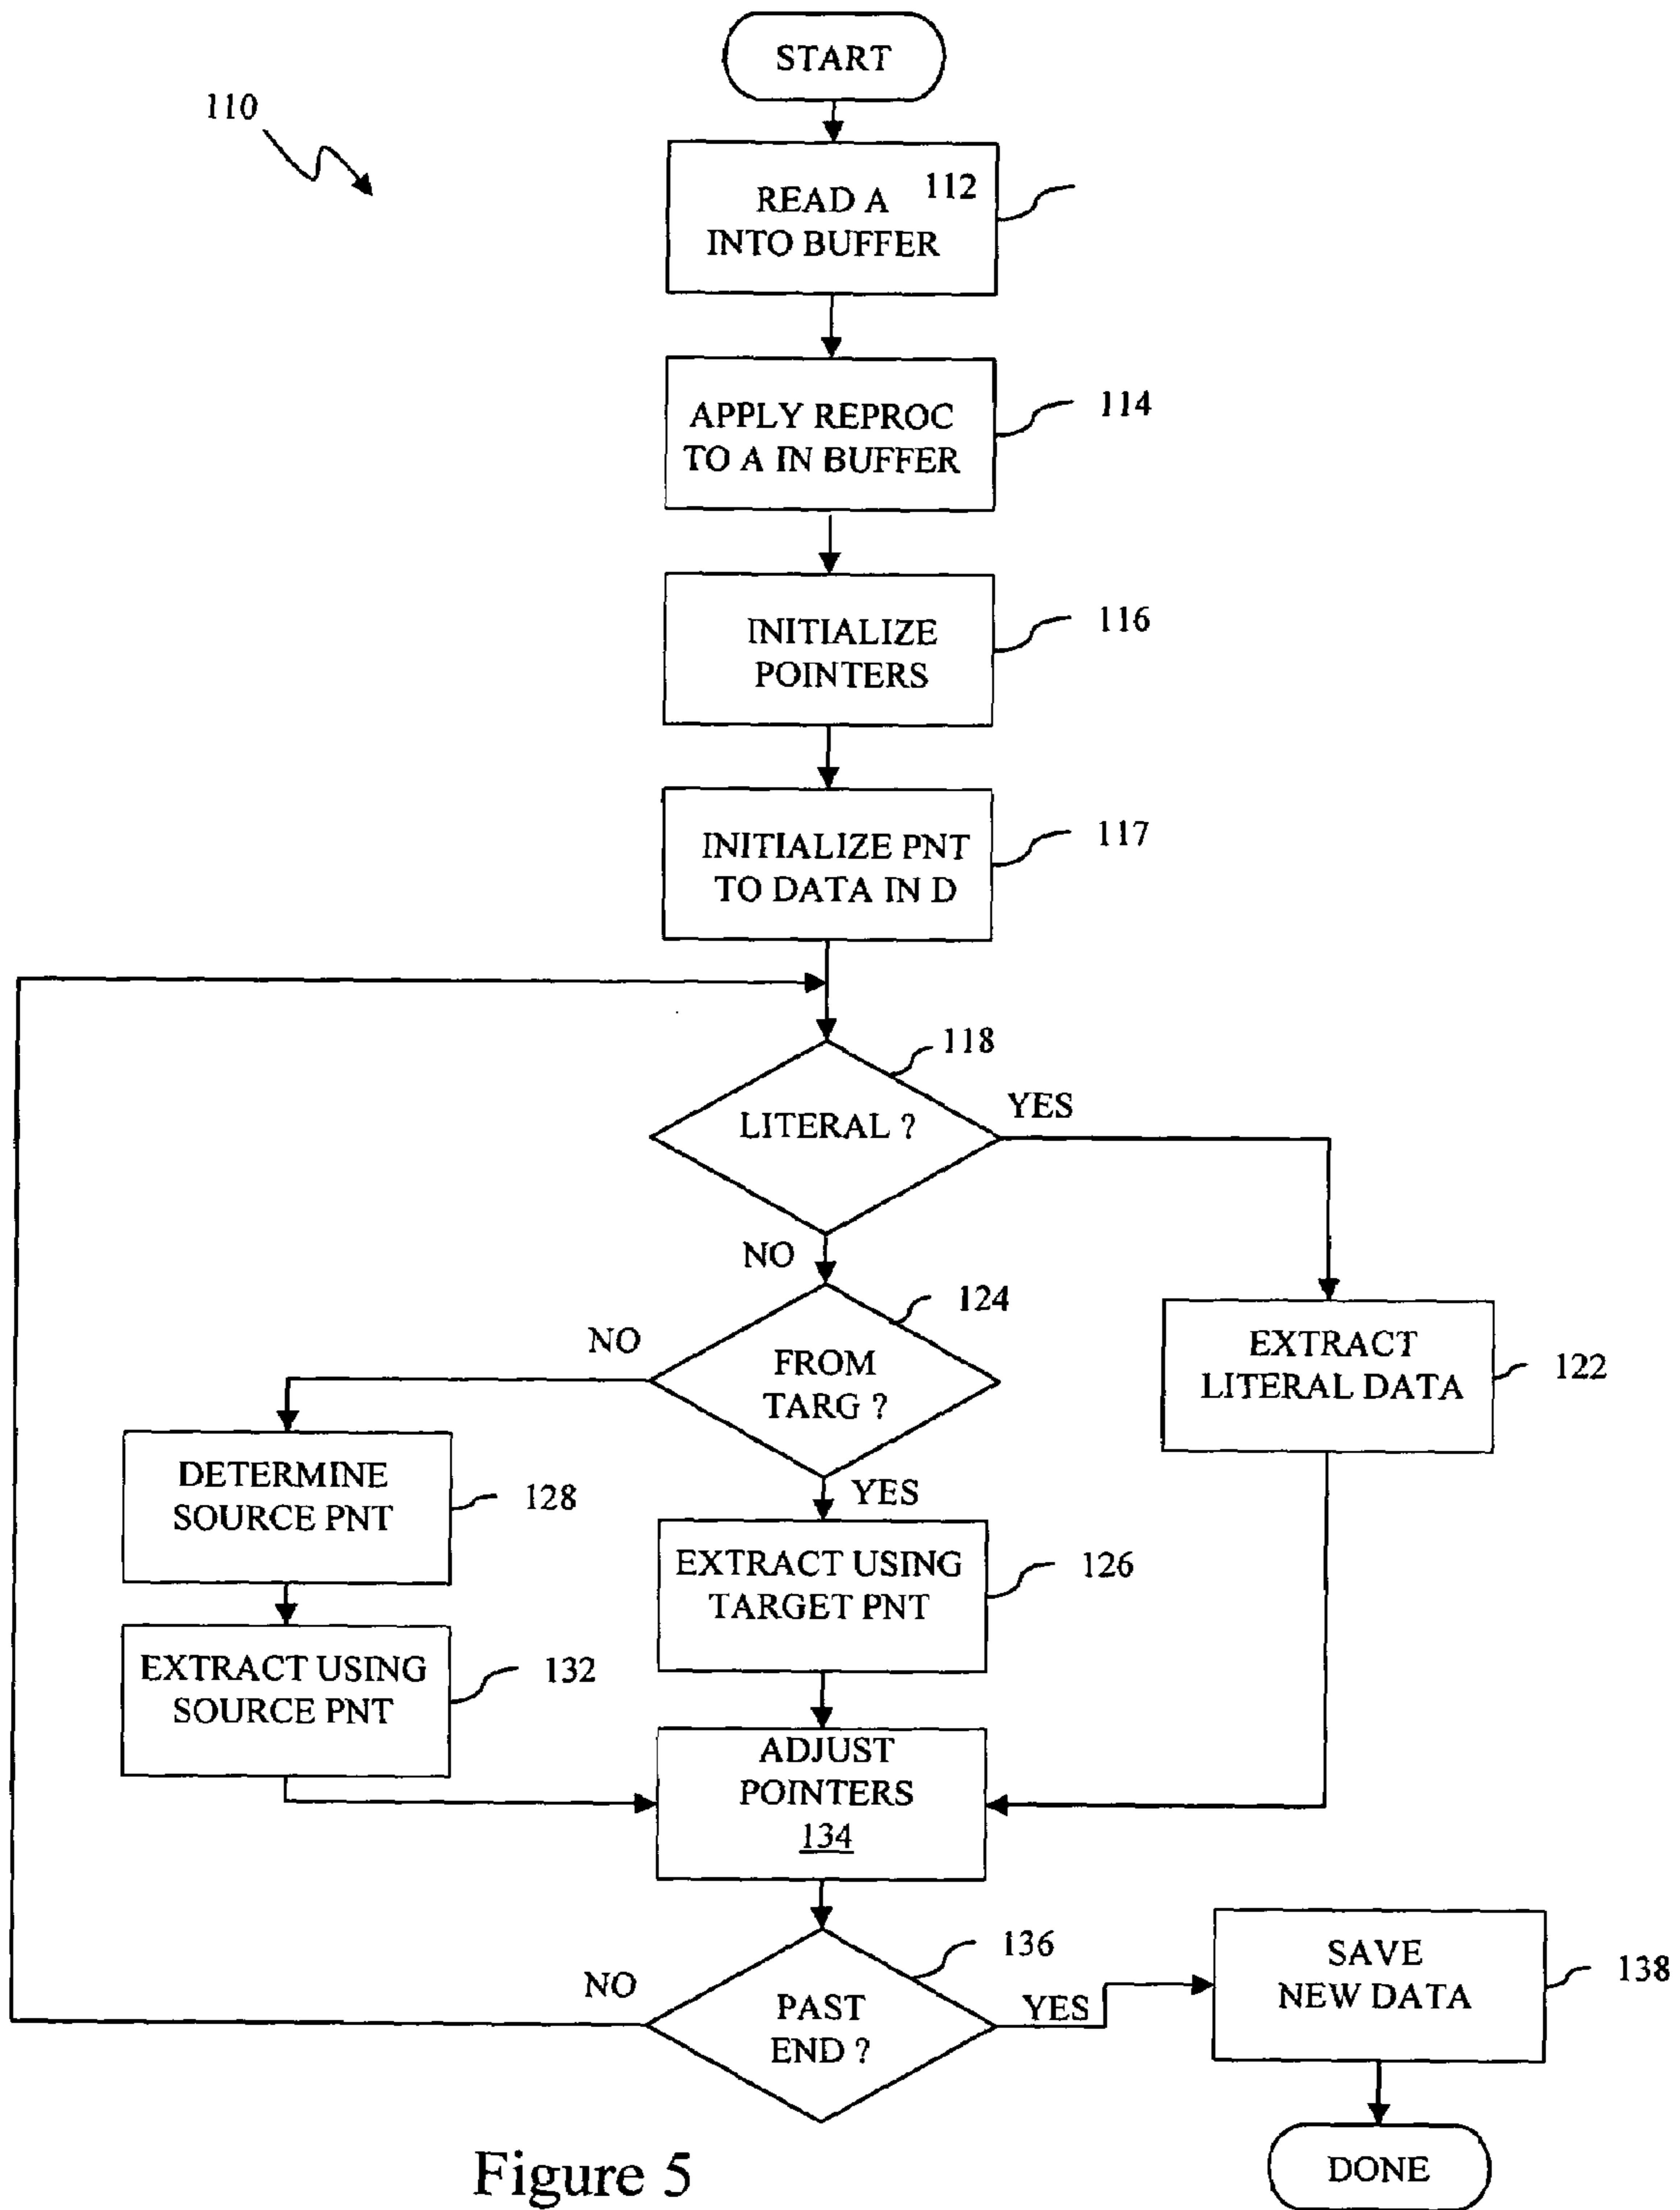 START
110
READ A 112
INTO BUFFER
APPLY REPROC
TO A IN BUFFER
114
INITIALIZE
POINTERS
116
INITIALIZE PNT
TO DATA IN D
117
118
LITERAL ?
YES
NO
124
NO
FROM
TARG ?
EXTRACT
LITERAL DATA
122
DETERMINE
SOURCE PNT
128
YES
EXTRACT USING
TARGET PNT
126
EXTRACT USING
SOURCE PNT
132
ADJUST
POINTERS
134
136
NO
PAST
END ?
YES
SAVE
NEW DATA
138
DONE
Figure 5